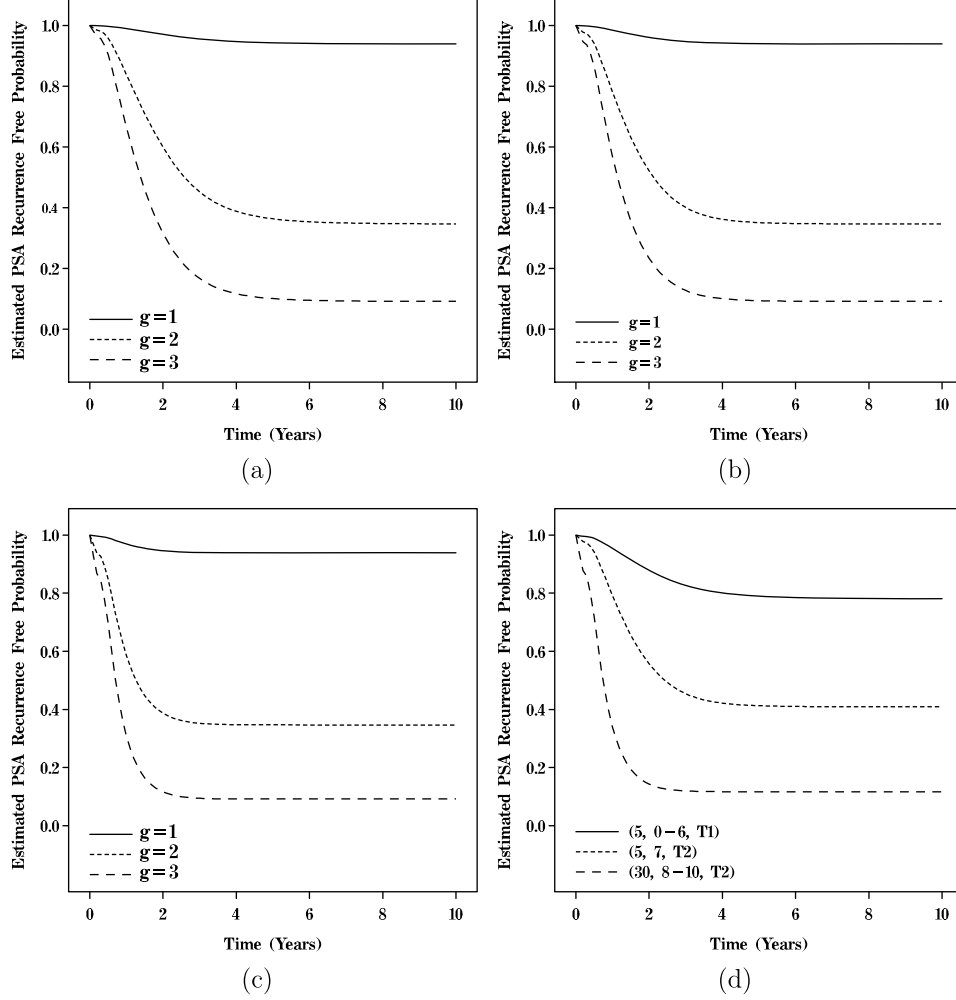 Estimated PSA Recurrence Free Probability
1.0
0.8
0.6
0.4
0.2
0.0
g=1
g=2
g=3
0 2 4 6 8 10
Time (Years)
(a)
Estimated PSA Recurrence Free Probability
1.0
0.8
0.6
0.4
0.2
0.0
g=1
g=2
g=3
0 2 4 6 8 10
Time (Years)
(b)
Estimated PSA Recurrence Free Probability
1.0
0.8
0.6
0.4
0.2
0.0
g=1
g=2
g=3
0 2 4 6 8 10
Time (Years)
(c)
Estimated PSA Recurrence Free Probability
1.0
0.8
0.6
0.4
0.2
0.0
(5, 0−6, T1)
(5, 7, T2)
(30, 8−10, T2)
0 2 4 6 8 10
Time (Years)
(d)